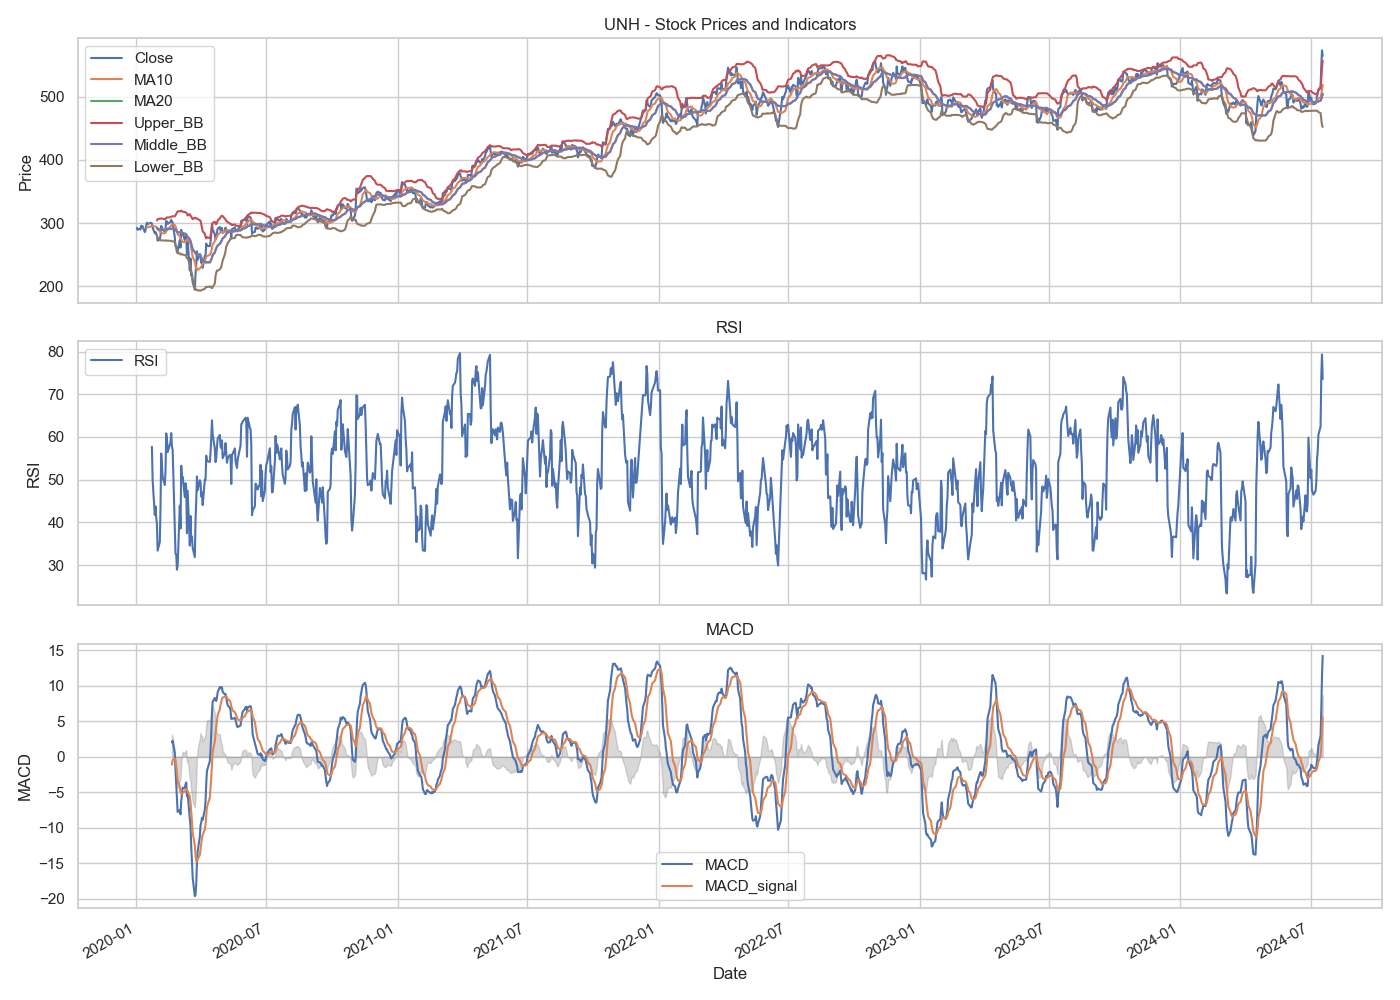 UNH - Stock Prices and Indicators
Close
MA10
MA20
Upper_BB
Middle_BB
Lower_BB
500
400
300
200
Price
RSI
RSI
80
70
60
50
40
30
RSI
MACD
15
10
5
0
−5
−10
−15
−20
MACD
MACD
MACD_signal
2020-01
2020-07
2021-01
2021-07
2022-01
2022-07
2023-01
2023-07
2024-01
2024-07
Date